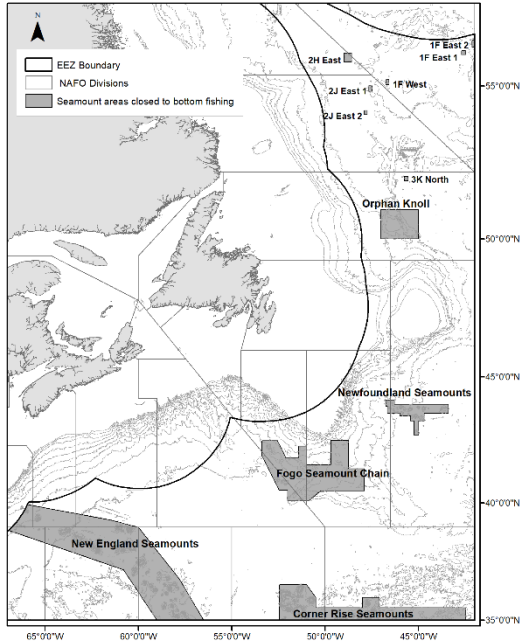 N
EEZ Boundary
NAFO Divisions
Seamount areas closed to bottom fishing
1F East 2
1F East 1
2H East
1F West
2J East 1
2J East 2
3K North
Orphan Knoll
Newfoundland Seamounts
Fogo Seamount Chain
New England Seamounts
Corner Rise Seamounts
55°0'0"N
50°0'0"N
45°0'0"N
40°0'0"N
35°0'0"N
65°0'0"W
60°0'0"W
55°0'0"W
50°0'0"W
45°0'0"W